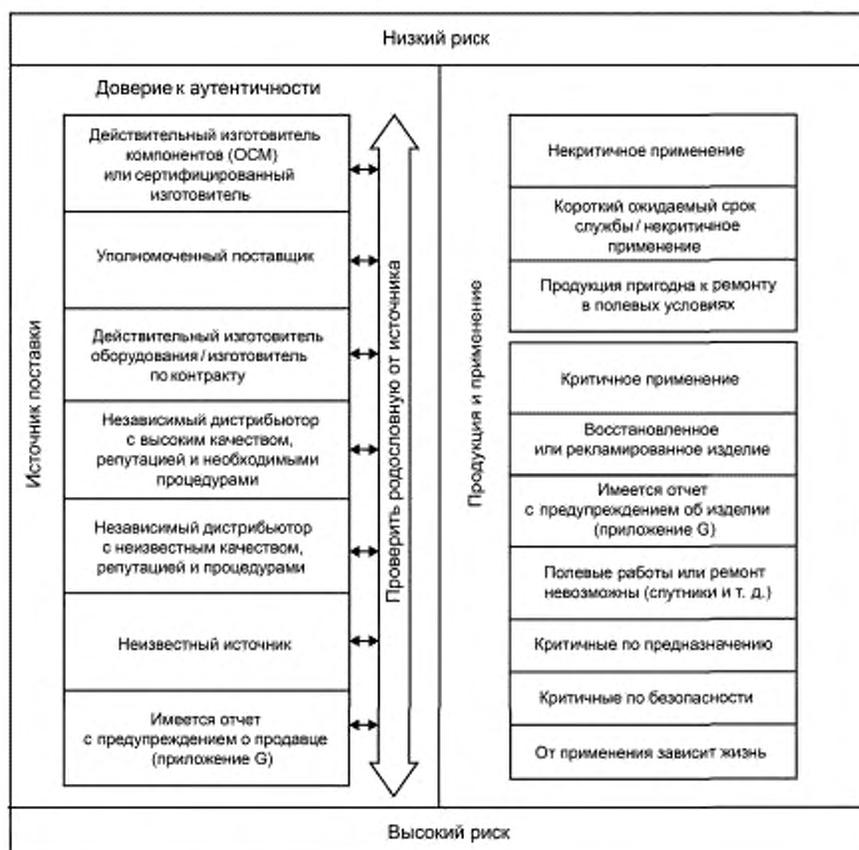 Низкий риск
Доверие к аутентичности
Источник поставки
Действительный изготовитель
компонентов (ОСМ)
или сертифицированный
изготовитель
Уполномоченный поставщик
Действительный изготовитель
оборудования / изготовитель
по контракту
Независимый дистрибьютор
с высоким качеством,
репутацией и необходимыми
процедурами
Независимый дистрибьютор
с неизвестным качеством,
репутацией и процедурами
Неизвестный источник
Имеется отчет
с предупреждением о продавце
(приложение G)
Проверить родословную от источника
Продукция и применение
Некритичное применение
Короткий ожидаемый срок
службы / некритичное
применение
Продукция пригодна к ремонту
в полевых условиях
Критичное применение
Восстановленное
или рекламированное изделие
Имеется отчет
с предупреждением об изделии
(приложение G)
Полевые работы или ремонт
невозможны (спутники и т. д.)
Критичные по предназначению
Критичные по безопасности
От применения зависит жизнь
Высокий риск